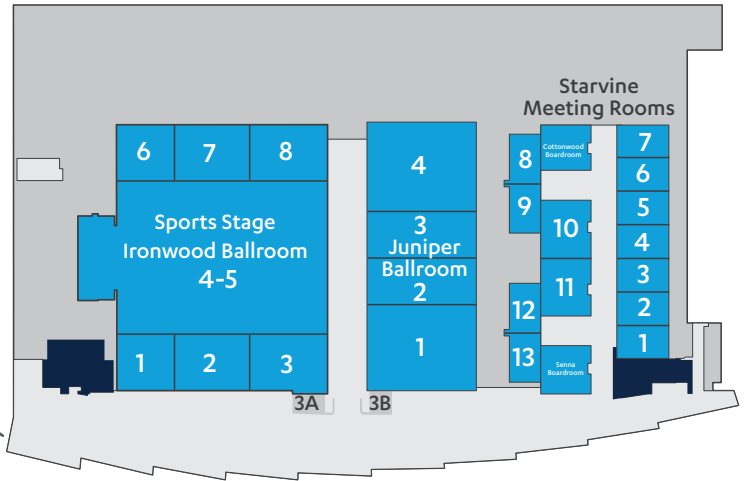 Starvine
Meeting Rooms
6
7
8
Sports Stage
Ironwood Ballroom
4-5
1
2
3
3A
3B
4
3
Juniper
Ballroom
2
1
8
9
Cottonwood
Boardroom
10
11
12
13
Senna
Boardroom
7
6
5
4
3
2
1